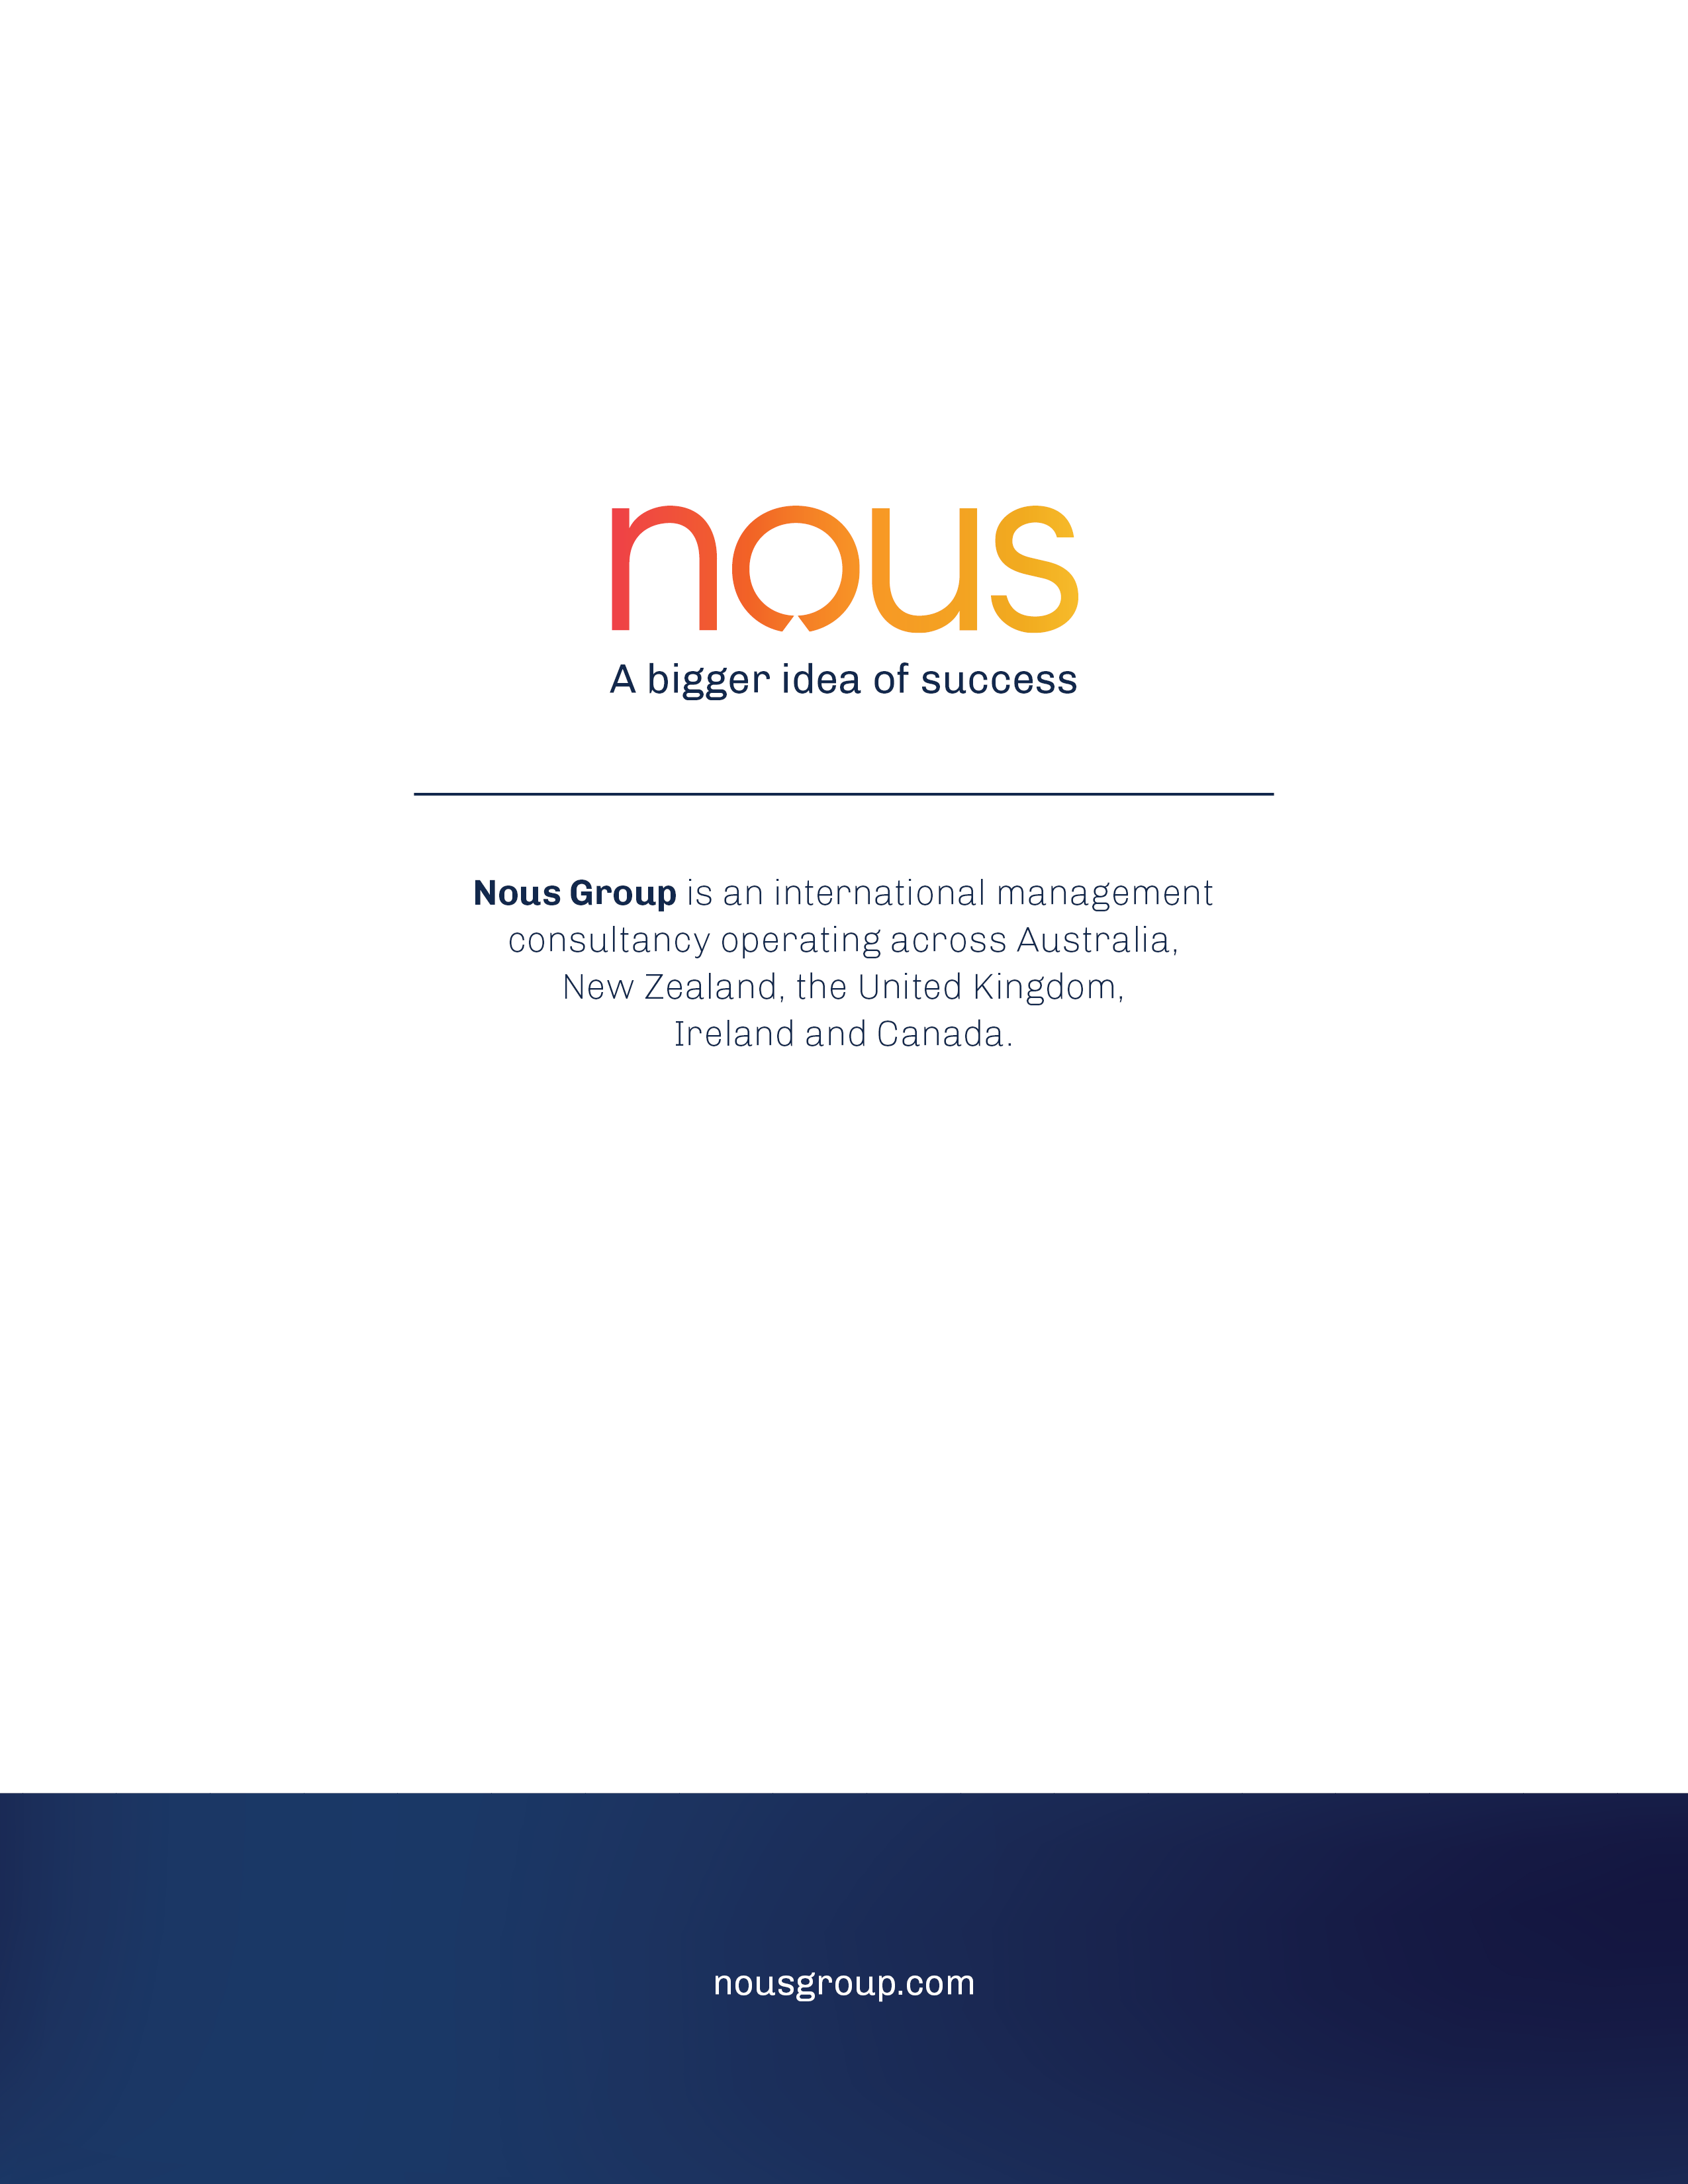 nous
A bigger idea of success
Nous Group is an international management
consultancy operating across Australia,
New Zealand, the United Kingdom,
Ireland and Canada.
nousgroup.com